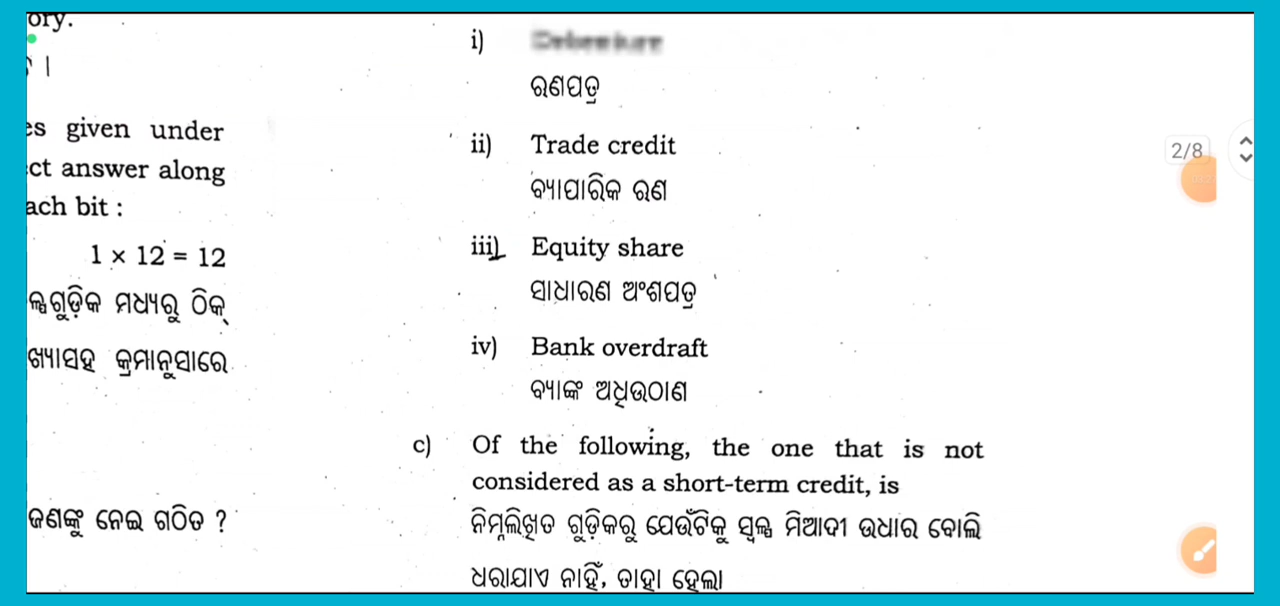 ory.
es given under
ct answer along
ach bit :
1 × 12 = 12
ମଧ୍ୟରୁ ଠିକ୍
କ୍ରମାନୁସାରେ
ଜଣଙ୍କୁ ନେଇ ଗଠିତ ?
i)
ଋଣପତ୍ର
ii) Trade credit
ବ୍ୟାପାରିକ ଋଣ
iii) Equity share
ସାଧାରଣ ଅଂଶପତ୍ର
iv) Bank overdraft
ବ୍ୟାଙ୍କ ଅଧିଉଠାଣ
c) Of the following, the one that is not
considered as a short-term credit, is
ନିମ୍ନଲିଖିତ ଗୁଡ଼ିକରୁ ଯେଉଁଟିକୁ ସ୍ୱଳ୍ପ ମିଆଦୀ ଉଧାର ବୋଲି
ଧରାଯାଏ ନାହିଁ, ତାହା ହେଲା
2/8